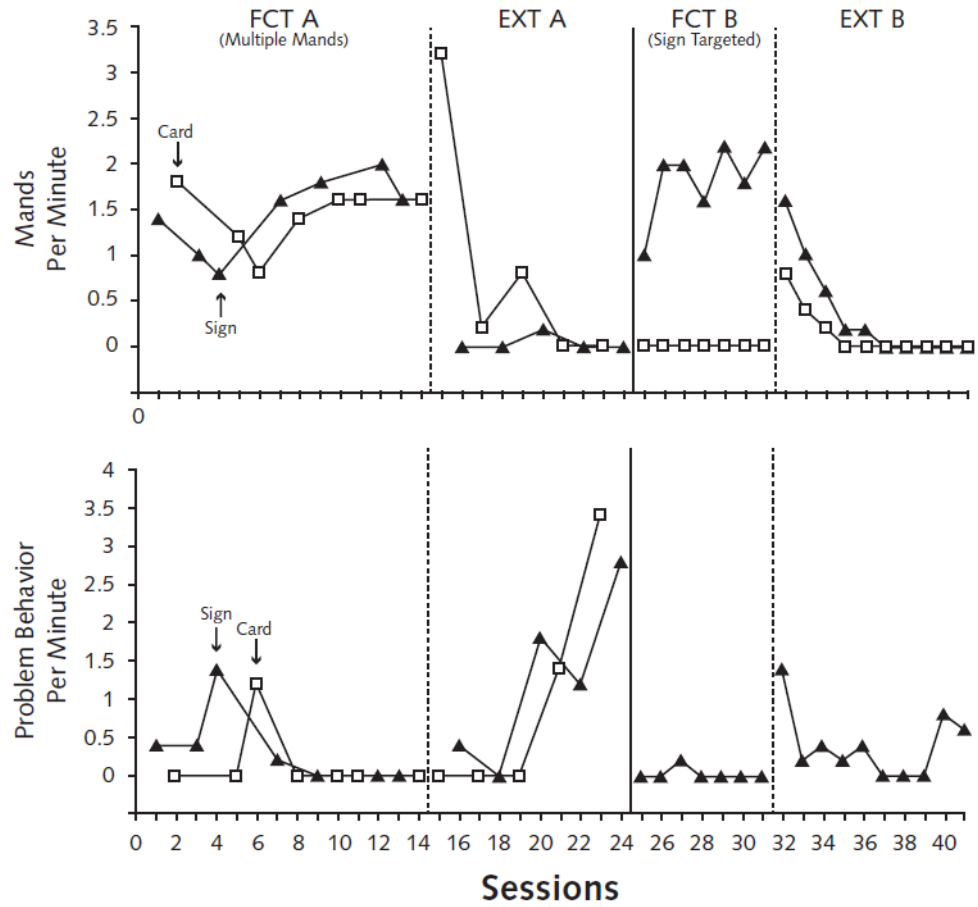 FCT A
(Multiple Mands)
EXT A
FCT B
(Sign Targeted)
EXT B
3.5
3
2.5
2
1.5
1
0.5
0
Mands
Per Minute
Card
Sign
0
4
3.5
3
2
1.5
1
0.5
0
Problem Behavior
Per Minute
Sign
Card
0 2 4 6 8 10 12 13 14 16 18 20 22 24 26 28 30 32 34 36 38 40
Sessions